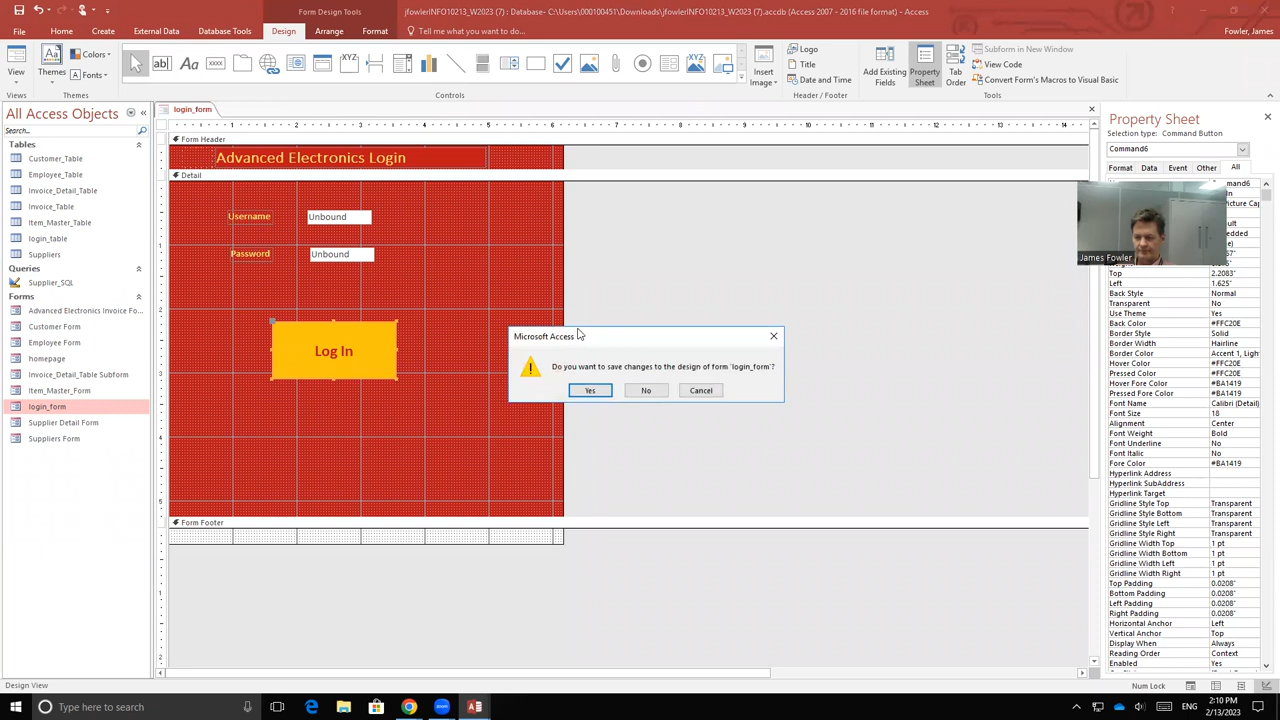 Form Design Tools
jfowlerINFO10213_W2023 (7) : Database- C:\Users\000100451\Downloads\jfowlerINFO10213_W2023 (7).accdb (Access 2007 - 2016 file format) - Access
Fowler, James
File Home Create External Data Database Tools Design Arrange Format Tell me what you want to do...
View
Views
Themes
Colors
Fonts
Themes
Controls
Insert Image
Logo
Title
Date and Time
Header / Footer
Add Existing Fields
Property Sheet
Tab Order
Subform in New Window
View Code
Convert Form's Macros to Visual Basic
Tools
All Access Objects
Search...
Tables
Customer_Table
Employee_Table
Invoice_Detail_Table
Invoice_Table
Item_Master_Table
login_table
Suppliers
Queries
Supplier_SQL
Forms
Advanced Electronics Invoice Fo...
Customer Form
Employee Form
homepage
Invoice_Detail_Table Subform
Item_Master_Form
login_form
Supplier Detail Form
Suppliers Form
login_form
Form Header
Advanced Electronics Login
Detail
Username Unbound
Password Unbound
Log In
Form Footer
Microsoft Access
Do you want to save changes to the design of form 'login_form'?
Yes No Cancel
Property Sheet
Selection type: Command Button
Command6
Format Data Event Other All
James Fowler
Top 2.2083"
Left 1.625"
Back Style Normal
Transparent No
Use Theme Yes
Back Color #FFC20E
Border Style Solid
Border Width Hairline
Border Color Accent 1, Light
Hover Color #FFC20E
Pressed Color #FFC20E
Hover Fore Color #BA1419
Pressed Fore Color #BA1419
Font Name Calibri (Detail)
Font Size 18
Alignment Center
Font Weight Bold
Font Underline No
Font Italic No
Fore Color #BA1419
Hyperlink Address
Hyperlink SubAddress
Hyperlink Target
Gridline Style Top Transparent
Gridline Style Bottom Transparent
Gridline Style Left Transparent
Gridline Style Right Transparent
Gridline Width Top 1 pt
Gridline Width Bottom 1 pt
Gridline Width Left 1 pt
Gridline Width Right 1 pt
Top Padding 0.0208"
Bottom Padding 0.0208"
Left Padding 0.0208"
Right Padding 0.0208"
Horizontal Anchor Left
Vertical Anchor Top
Display When Always
Reading Order Context
Enabled Yes
Design View
Num Lock
Type here to search
ENG
2:10 PM
2/13/2023